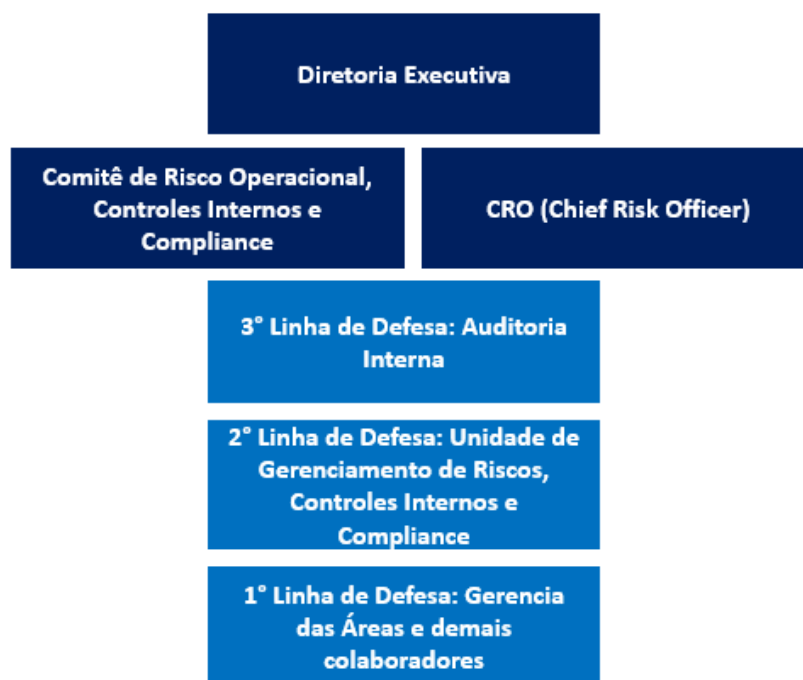 Diretoria Executiva
Comitê de Risco Operacional,
Controles Internos e
Compliance
CRO (Chief Risk Officer)
3° Linha de Defesa: Auditoria
Interna
2° Linha de Defesa: Unidade de
Gerenciamento de Riscos,
Controles Internos e
Compliance
1° Linha de Defesa: Gerencia
das Áreas e demais
colaboradores